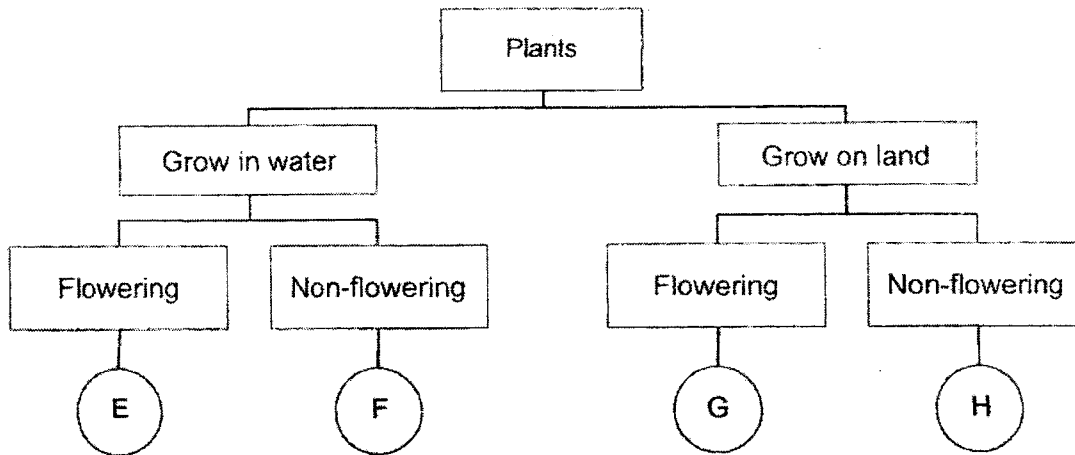 Plants
Grow in water
Grow on land
Flowering
Non-flowering
Flowering
Non-flowering
E
F
G
H